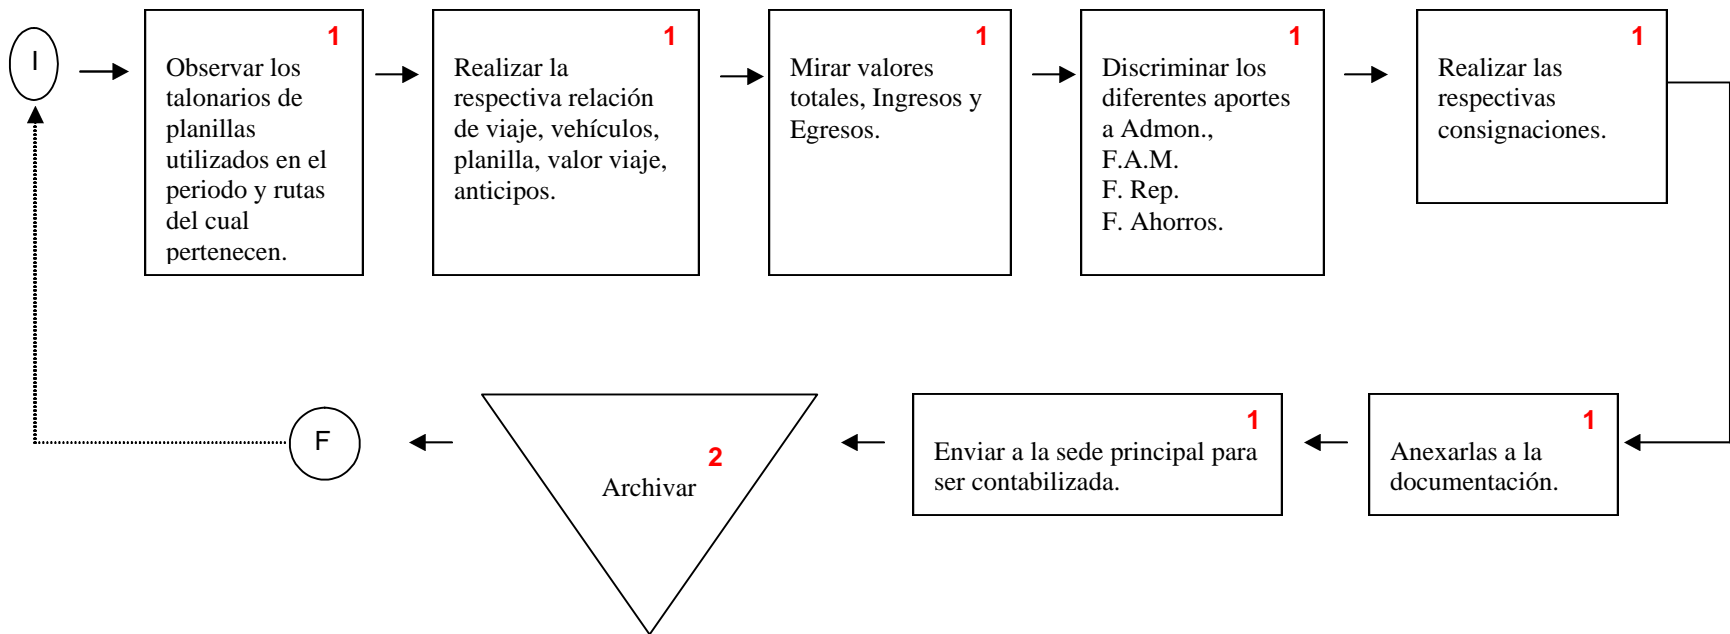 I
1
Observar los
talonarios de
planillas
utilizados en el
periodo y rutas
del cual
pertenecen.
1
Realizar la
respectiva relación
de viaje, vehículos,
planilla, valor viaje,
anticipos.
1
Mirar valores
totales, Ingresos y
Egresos.
1
Discriminar los
diferentes aportes
a Admon.,
F.A.M.
F. Rep.
F. Ahorros.
1
Realizar las
respectivas
consignaciones.
1
Anexarlas a la
documentación.
1
Enviar a la sede principal para
ser contabilizada.
2
Archivar
F